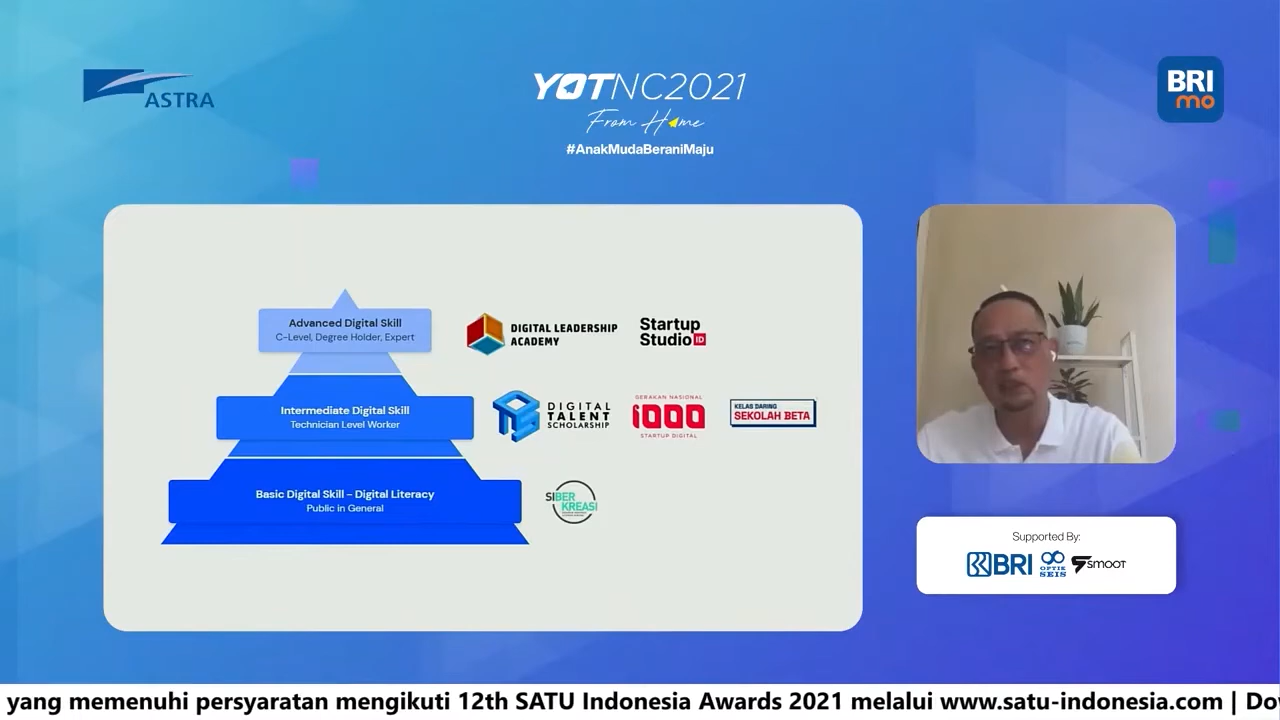 ASTRA
YOTNC2021
From Home
#AnakMudaBeraniMaju
BRI
mo
Advanced Digital Skill
C-Level, Degree Holder, Expert
DIGITAL LEADERSHIP
ACADEMY
Startup
Studio ID
Intermediate Digital Skill
Technician Level Worker
DIGITAL
TALENT
SCHOLARSHIP
GERAKAN NASIONAL
1000
STARTUP DIGITAL
KELAS DARING
SEKOLAH BETA
Basic Digital Skill – Digital Literacy
Public in General
SIBER
KREASI
Supported By:
BRI
OPTIK
SEIS
SMOOT
yang memenuhi persyaratan mengikuti 12th SATU Indonesia Awards 2021 melalui www.satu-indonesia.com | Do